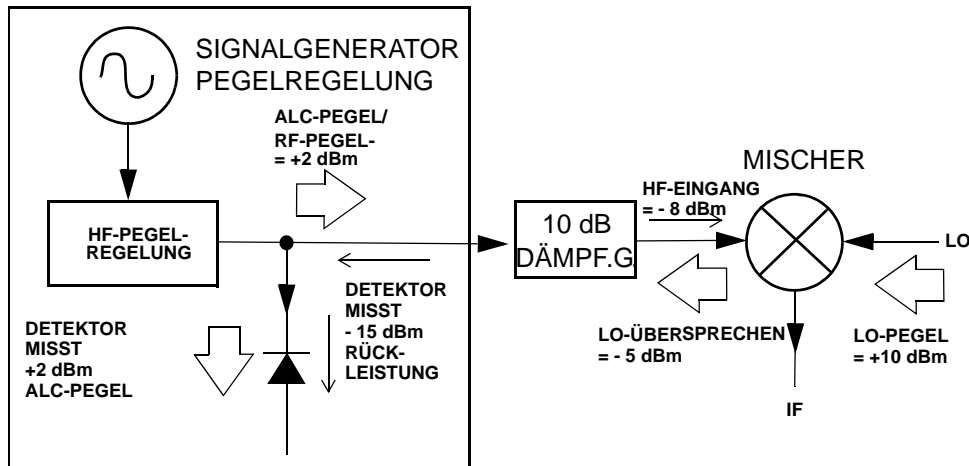 SIGNALGENERATOR
PEGELREGELUNG
ALC-PEGEL/
RF-PEGEL-
= +2 dBm
HF-PEGEL-
REGELUNG
DETEKTOR
MISST
+2 dBm
ALC-PEGEL
DETEKTOR
MISST
- 15 dBm
RÜCK-
LEISTUNG
10 dB
DÄMPF.G
MISCHER
HF-EINGANG
= - 8 dBm
LO
LO-ÜBERSPRECHEN
= - 5 dBm
LO-PEGEL
= +10 dBm
IF